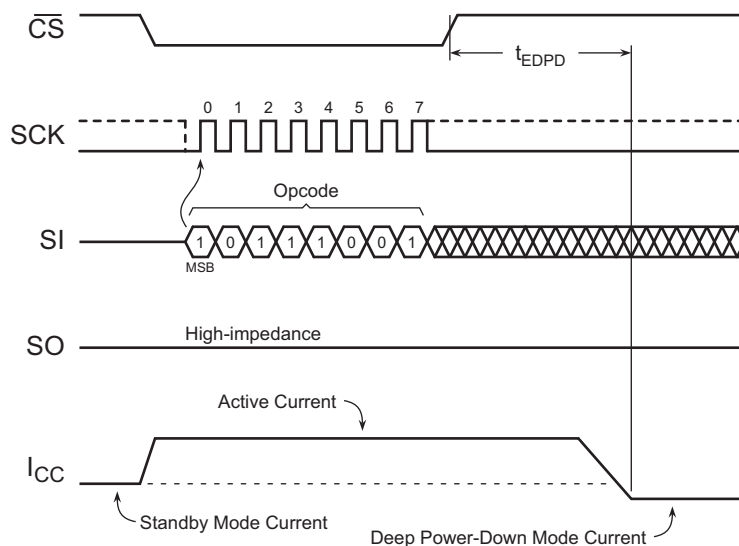 CS
tEDPD
0 1 2 3 4 5 6 7
SCK
Opcode
SI
1 0 1 1 1 0 0 1
MSB
High-impedance
SO
Active Current
ICC
Standby Mode Current
Deep Power-Down Mode Current